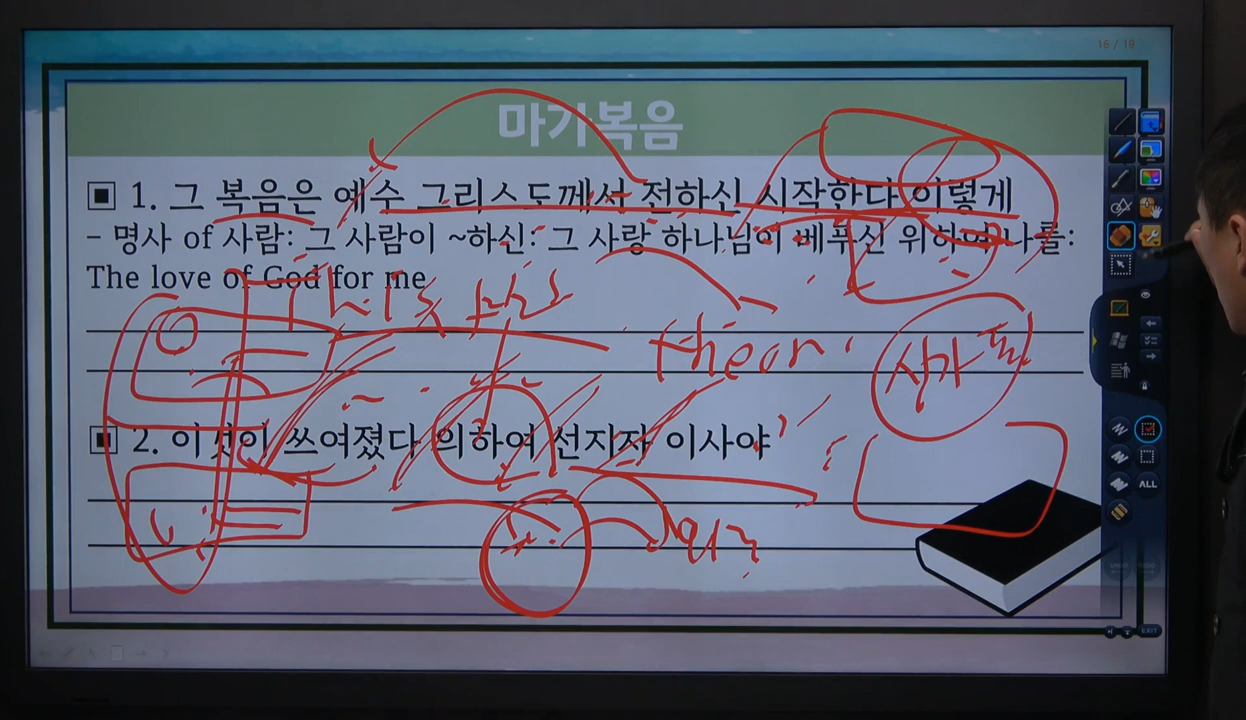 16 / 19
마가복음
▣ 1. 그 복음은 예수 그리스도께서 전하신 시작한다 이렇게
- 명사 of 사람: 그 사람이 ~하신: 그 사랑 하나님이 베푸신 위하여 나를:
The love of God for me
This
▣ 2. 이것이 쓰여졌다 의하여 선지자 이사야
ALL
EXIT